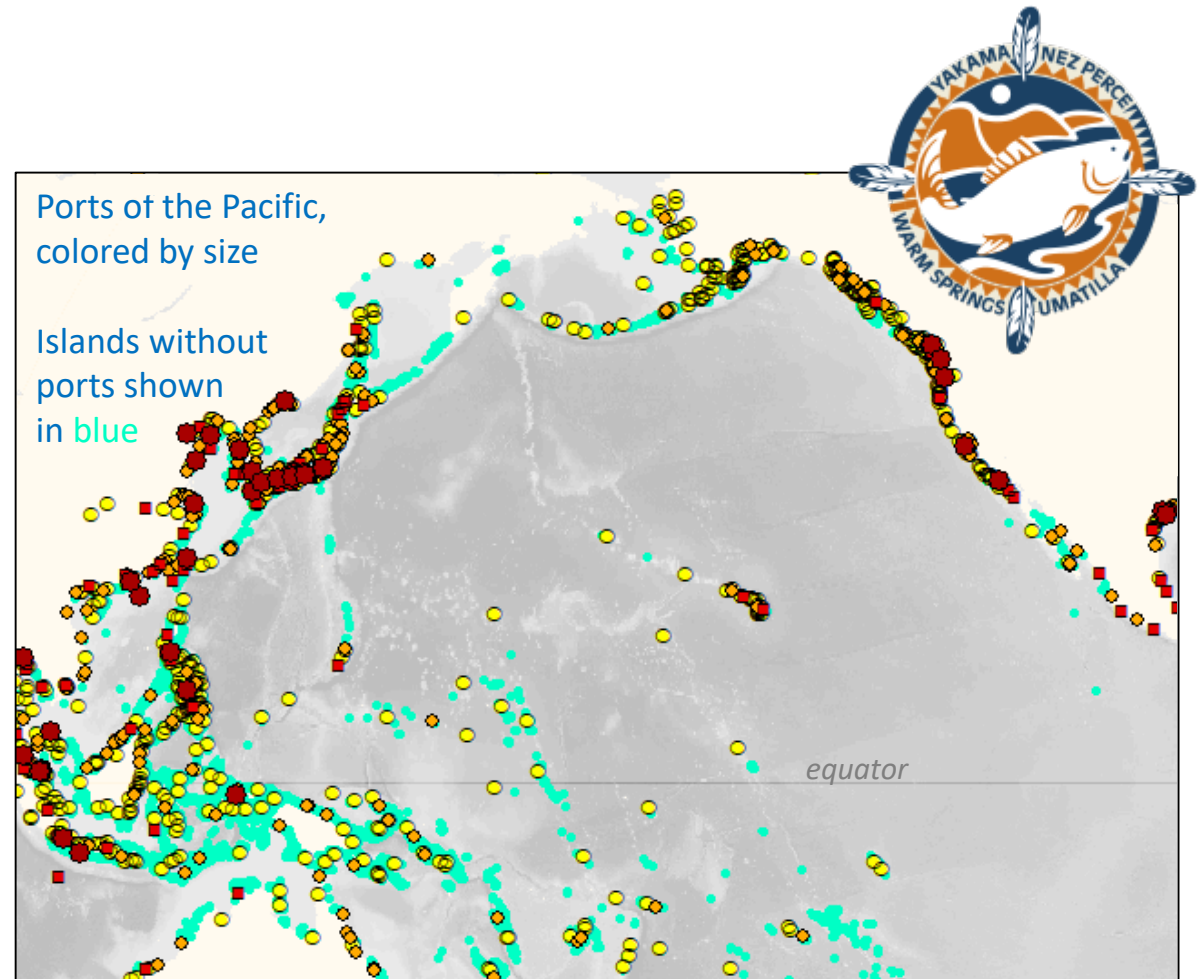 YAKAMA
NEZ PERCE
WARM SPRINGS
UMATILLA
Ports of the Pacific,
colored by size
Islands without
ports shown
in blue
equator